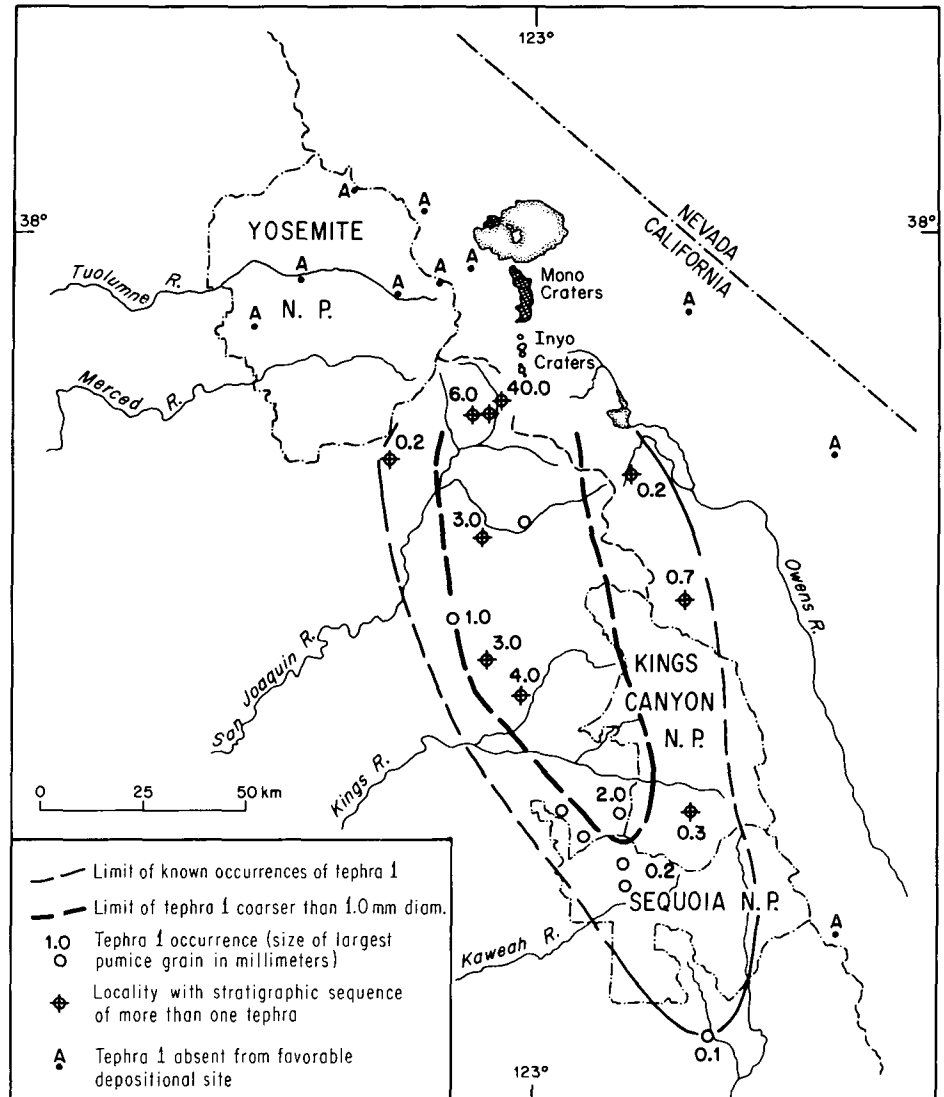 123°
38°
38°
NEVADA
CALIFORNIA
A
A
YOSEMITE
N. P.
A
A
A
A
A
A
A
A
Tuolumne R.
Merced R.
Mono
Craters
Inyo
Craters
6.0
40.0
0.2
0.2
3.0
0.7
1.0
3.0
4.0
San Joaquin R.
Owens R.
KINGS
CANYON
N. P.
Kings R.
2.0
0.3
0.2
SEQUOIA N.P.
Kaweah R.
0.1
0 25 50 km
Limit of known occurrences of tephra 1
Limit of tephra 1 coarser than 1.0 mm diam.
1.0 Tephra 1 occurrence (size of largest
pumice grain in millimeters)
Locality with stratigraphic sequence
of more than one tephra
A Tephra 1 absent from favorable
depositional site
123°